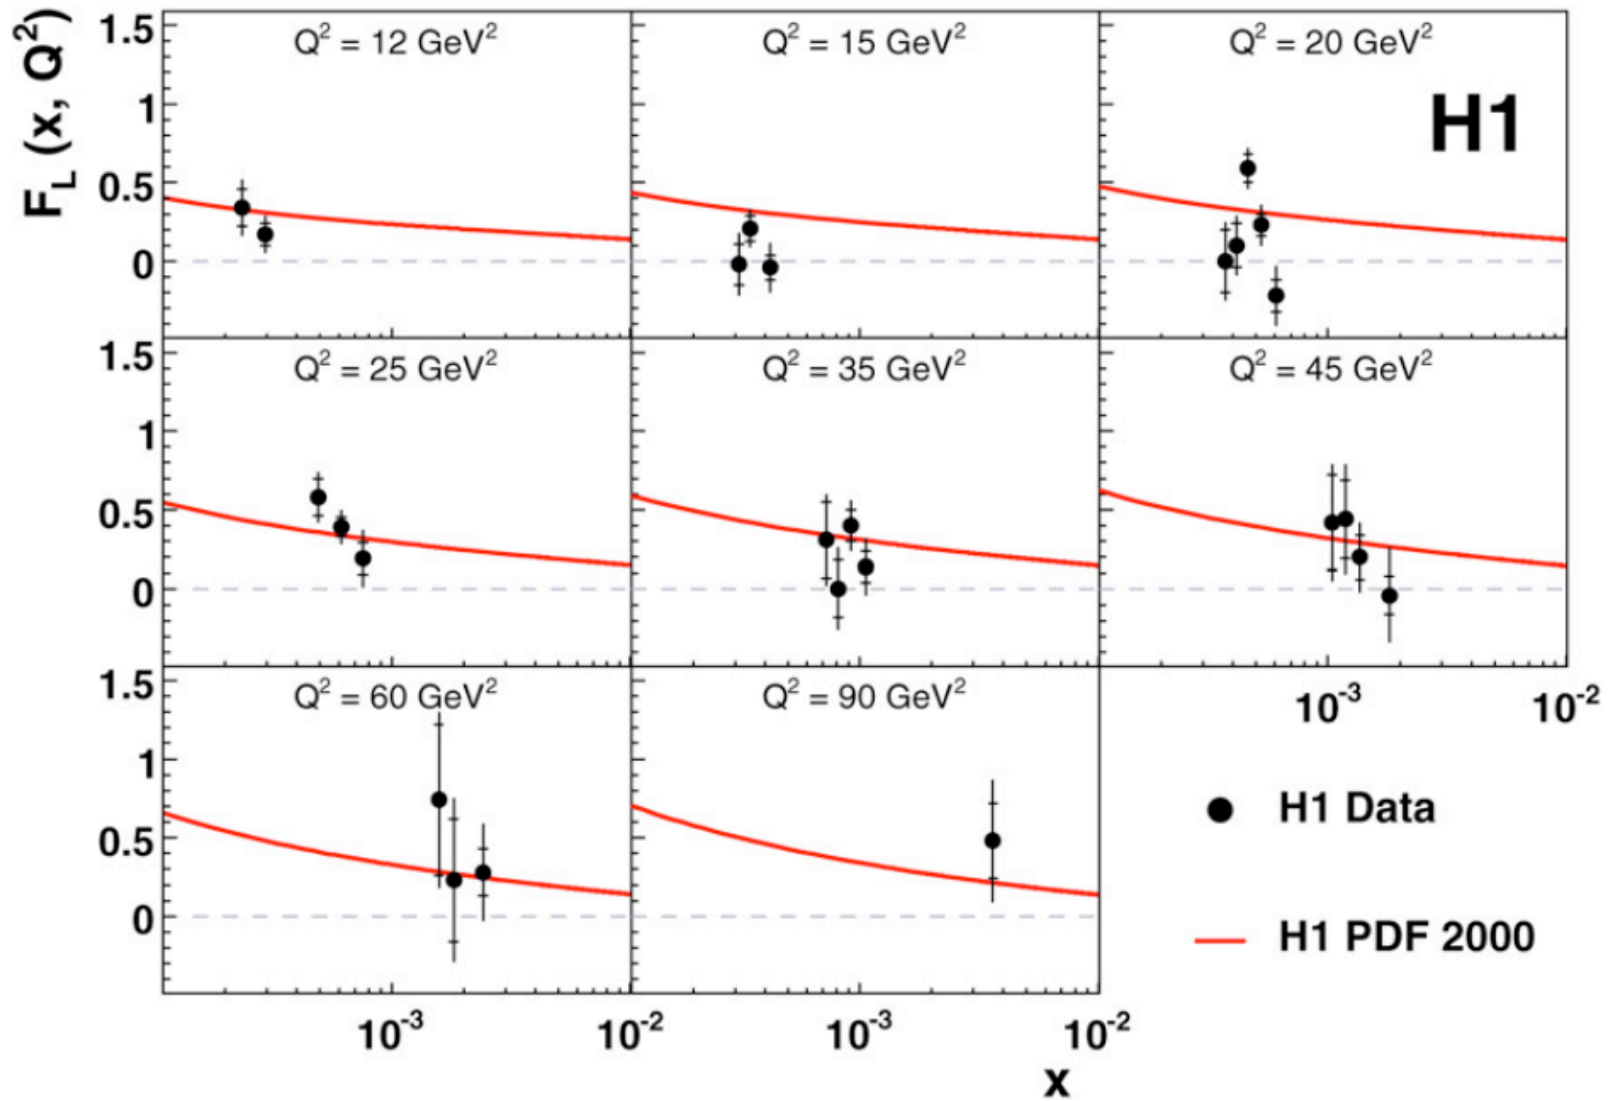 F_L (x, Q²)
1.5
1
0.5
0
Q² = 12 GeV²
Q² = 15 GeV²
Q² = 20 GeV²
H1
1.5
1
0.5
0
Q² = 25 GeV²
Q² = 35 GeV²
Q² = 45 GeV²
10⁻³ 10⁻²
1.5
1
0.5
0
Q² = 60 GeV²
Q² = 90 GeV²
H1 Data
H1 PDF 2000
10⁻³ 10⁻² 10⁻³ 10⁻²
x